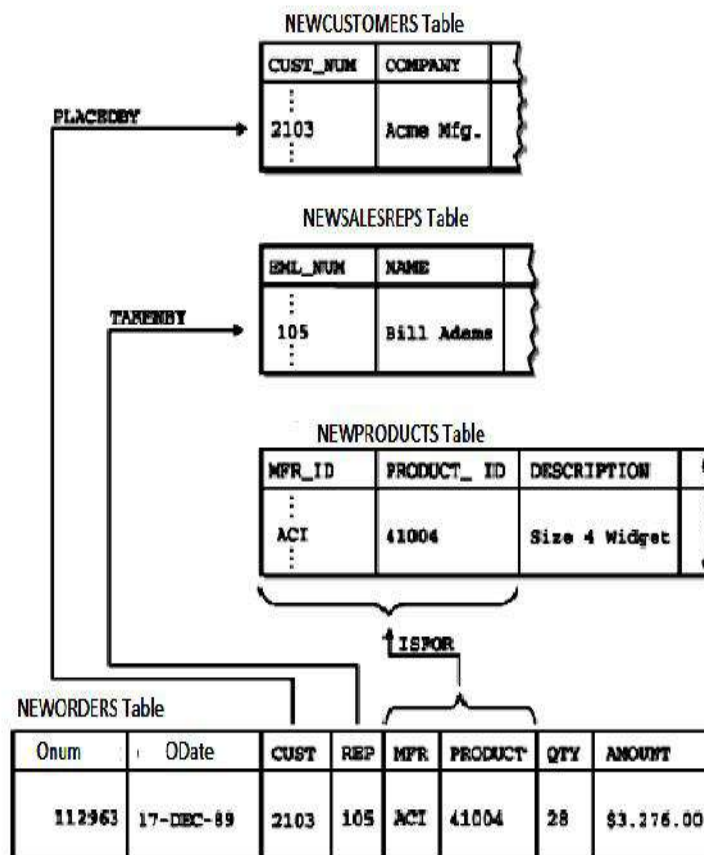 NEWCUSTOMERS Table
CUST_NUM COMPANY
2103 Acme Mfg.
PLACEDBY
NEWSALESREPS Table
EML_NUM NAME
105 Bill Adams
TAKENBY
NEWPRODUCTS Table
MFR_ID PRODUCT_ ID DESCRIPTION
ACI 41004 Size 4 Widget
ISFOR
NEWORDERS Table
Onum ODate CUST REP MFR PRODUCT QTY AMOUNT
112963 17-DEC-89 2103 105 ACI 41004 28 $3.276.00